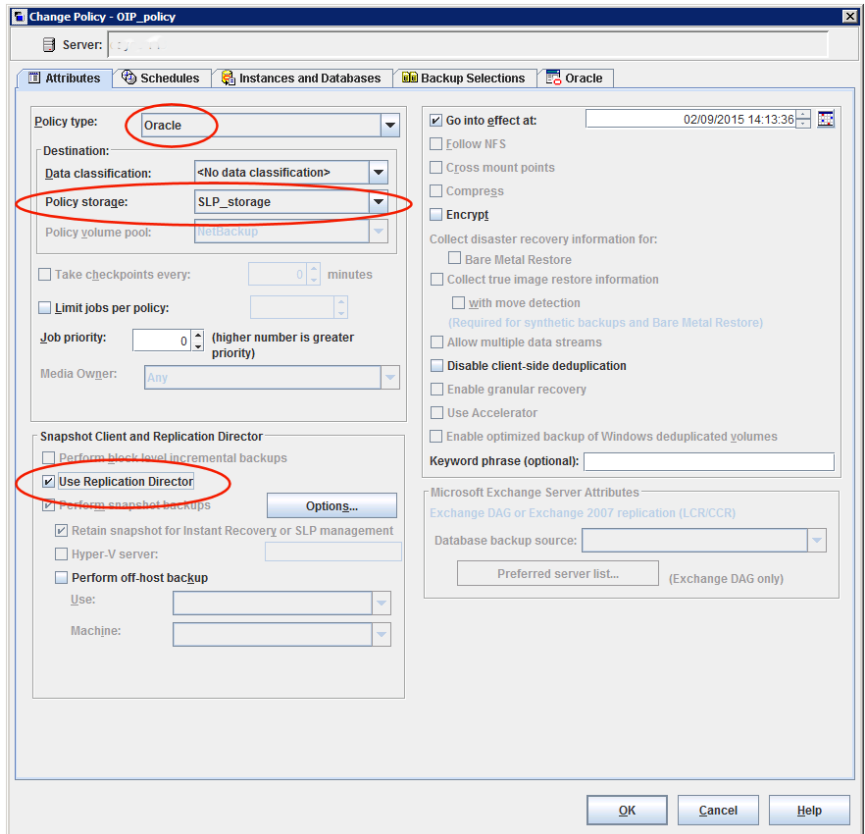 Change Policy - OIP_policy
Server:
Attributes Schedules Instances and Databases Backup Selections Oracle
Policy type: Oracle
Destination:
Data classification: <No data classification>
Policy storage: SLP_storage
Policy volume pool: NetBackup
Take checkpoints every: 0 minutes
Limit jobs per policy:
Job priority: 0 (higher number is greater
priority)
Media Owner: Any
Snapshot Client and Replication Director
Perform block level incremental backups
Use Replication Director
Perform snapshot backups Options...
Retain snapshot for Instant Recovery or SLP management
Hyper-V server:
Perform off-host backup
Use:
Machine:
Go into effect at: 02/09/2015 14:13:36
Follow NFS
Cross mount points
Compress
Encrypt
Collect disaster recovery information for:
Bare Metal Restore
Collect true image restore information
with move detection
(Required for synthetic backups and Bare Metal Restore)
Allow multiple data streams
Disable client-side deduplication
Enable granular recovery
Use Accelerator
Enable optimized backup of Windows deduplicated volumes
Keyword phrase (optional):
Microsoft Exchange Server Attributes
Exchange DAG or Exchange 2007 replication (LCR/CCR)
Database backup source:
Preferred server list... (Exchange DAG only)
OK Cancel Help